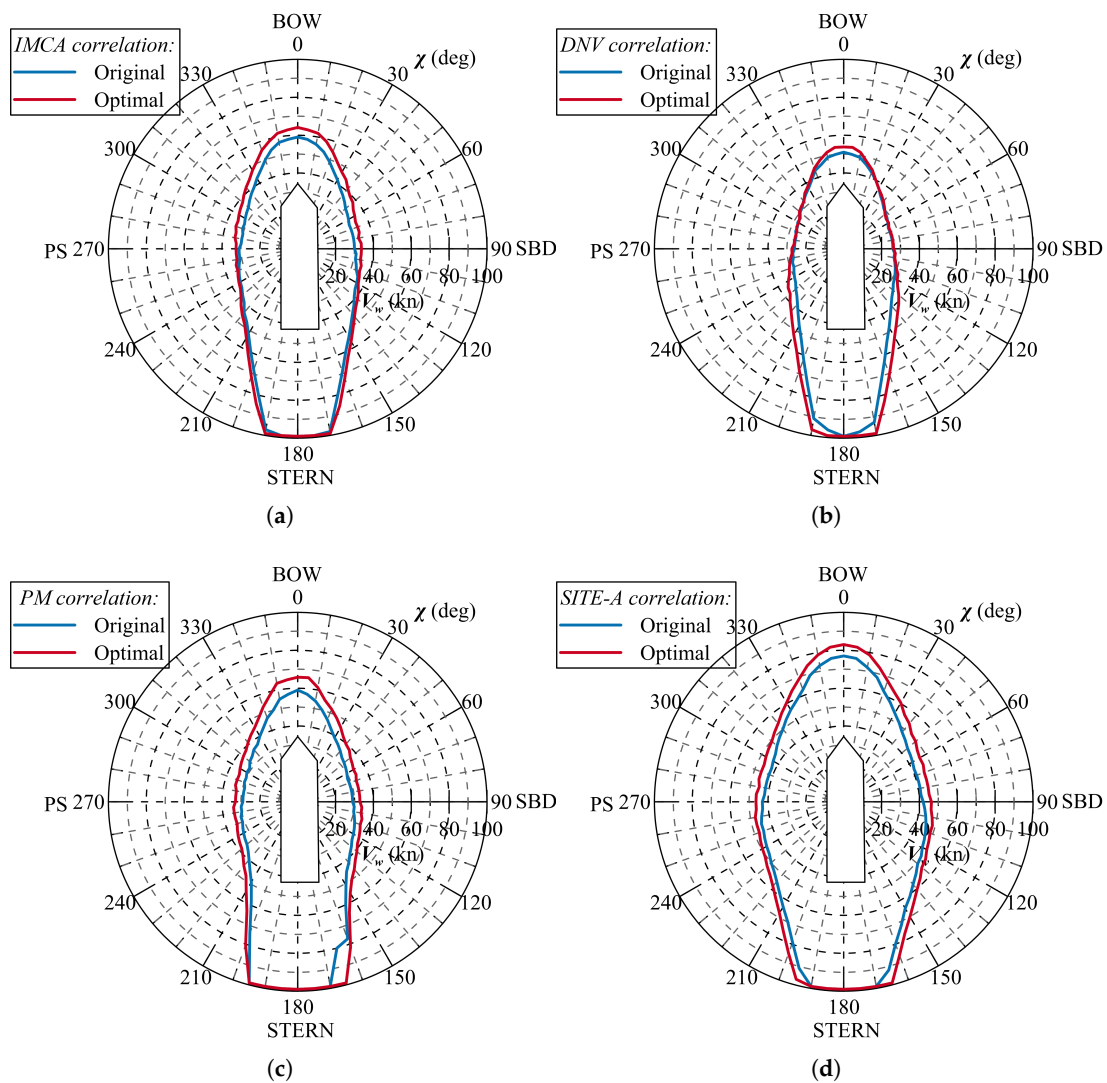 BOW
0
IMCA correlation:
Original
Optimal
χ (deg)
330
30
300
60
PS 270
90 SBD
20 40 60 80 100
V_w (kn)
240
120
210
150
180
STERN
(a)
BOW
0
DNV correlation:
Original
Optimal
χ (deg)
330
30
300
60
PS 270
90 SBD
20 40 60 80 100
V_w (kn)
240
120
210
150
180
STERN
(b)
BOW
0
PM correlation:
Original
Optimal
χ (deg)
330
30
300
60
PS 270
90 SBD
20 40 60 80 100
V_w (kn)
240
120
210
150
180
STERN
(c)
BOW
0
SITE-A correlation:
Original
Optimal
χ (deg)
330
30
300
60
PS 270
90 SBD
20 40 60 80 100
V_w (kn)
240
120
210
150
180
STERN
(d)